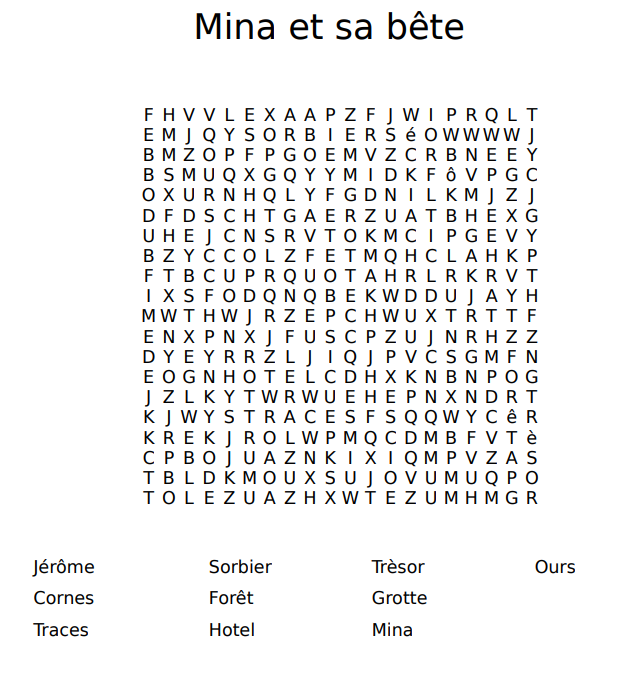 Mina et sa bête
F H V V L E X A A P Z F J W I P R Q L T
E M J Q Y S O R B I E R S é O W W W W J
B M Z O P F P G O E M V Z C R B N E E Y
B S M U Q X G Q Y Y M I D K F ô V P G C
O X U R N H Q L Y F G D N I L K M J Z J
D F D S C H T G A E R Z U A T B H E X G
U H E J C N S R V T O K M C I P G E V Y
B Z Y C C O L Z F E T M Q H C L A H K P
F T B C U P R Q U O T A H R L R K R V T
I X S F O D Q N Q B E K W D D U J A Y H
M W T H W J R Z E P C H W U X T R T T F
E N X P N X J F U S C P Z U J N R H Z Z
D Y E Y R R Z L J I Q J P V C S G M F N
E O G N H O T E L C D H X K N B N P O G
J Z L K Y T W R W U E H E P N X N D R T
K J W Y S T R A C E S F S Q Q W Y C ê R
K R E K J R O L W P M Q C D M B F V T è
C P B O J U A Z N K I X I Q M P V Z A S
T B L D K M O U X S U J O V U M U Q P O
T O L E Z U A Z H X W T E Z U M H M G R
Jérôme Sorbier Trèsor Ours
Cornes Forêt Grotte
Traces Hotel Mina